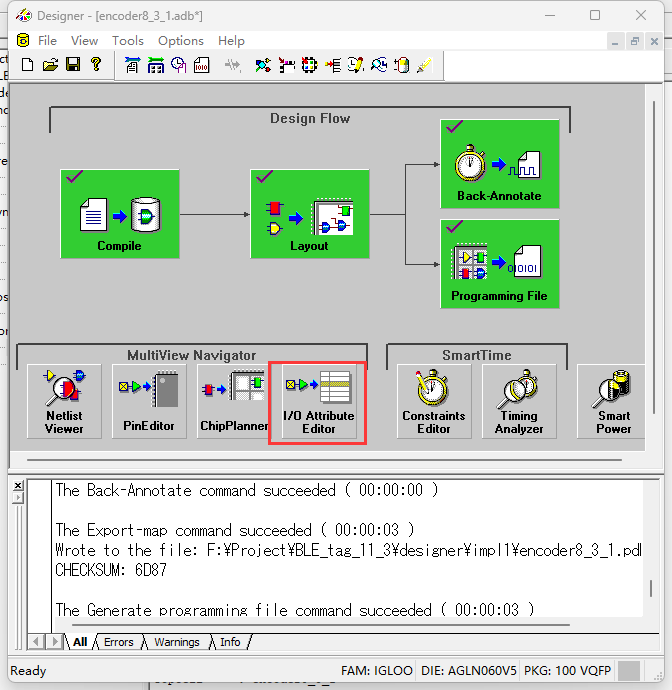 Designer - [encoder8_3_1.adb*]
File View Tools Options Help
Design Flow
Compile
Layout
Back-Annotate
Programming File
MultiView Navigator
SmartTime
Netlist
Viewer
PinEditor
ChipPlanner
I/O Attribute
Editor
Constraints
Editor
Timing
Analyzer
Smart
Power
The Back-Annotate command succeeded ( 00:00:00 )
The Export-map command succeeded ( 00:00:03 )
Wrote to the file: F:¥Project¥BLE_tag_11_3¥designer¥impl1¥encoder8_3_1.pd
CHECKSUM: 6D87
The Generate programming file command succeeded ( 00:00:03 )
All Errors Warnings Info
Ready
FAM: IGLOO DIE: AGLN060V5 PKG: 100 VQFP